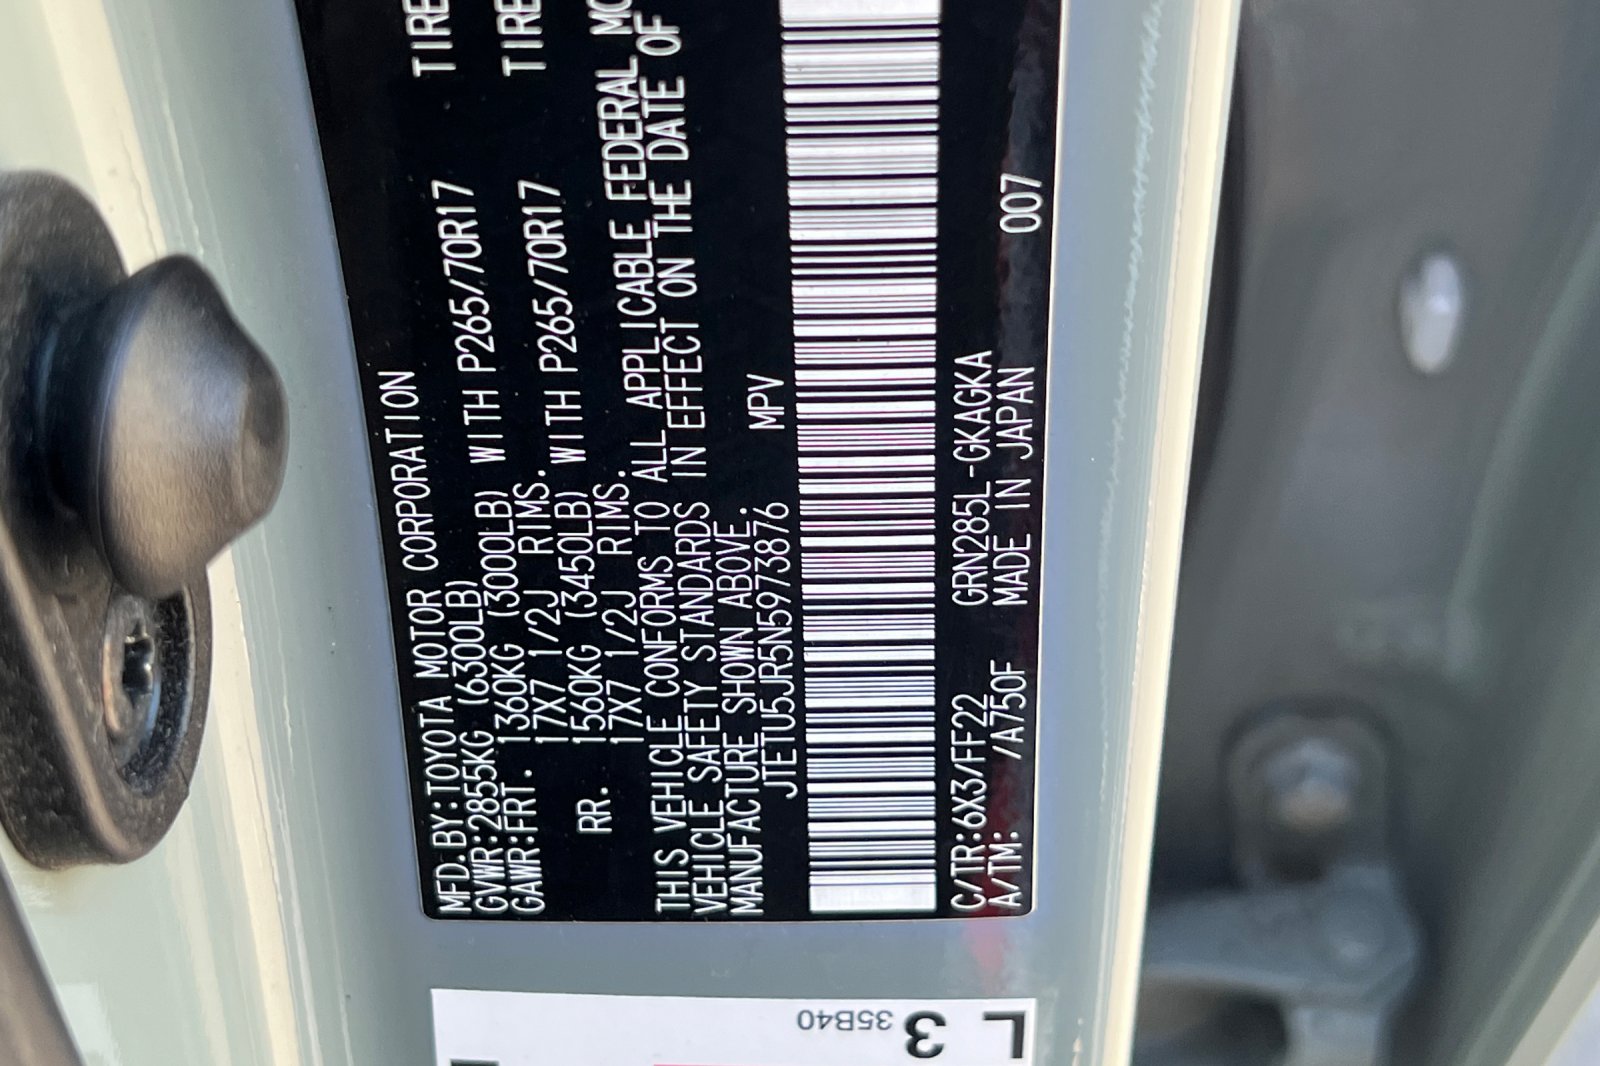 MFD.BY:TOYOTA MOTOR CORPORATION
GVWR:2855KG (6300LB)
GAWR:FRT. 1360KG (3000LB) WITH P265/70R17 TIRE
17X7 1/2J RIMS.
RR. 1560KG (3450LB) WITH P265/70R17 TIRE
17X7 1/2J RIMS.
THIS VEHICLE CONFORMS TO ALL APPLICABLE FEDERAL MO
VEHICLE SAFETY STANDARDS IN EFFECT ON THE DATE OF
MANUFACTURE SHOWN ABOVE.
JTETU5JR5N5973876 MPV
C/TR:6X3/FF22 GRN285L-GKAGKA
A/TM: /A750F MADE IN JAPAN 007
L3
35B40